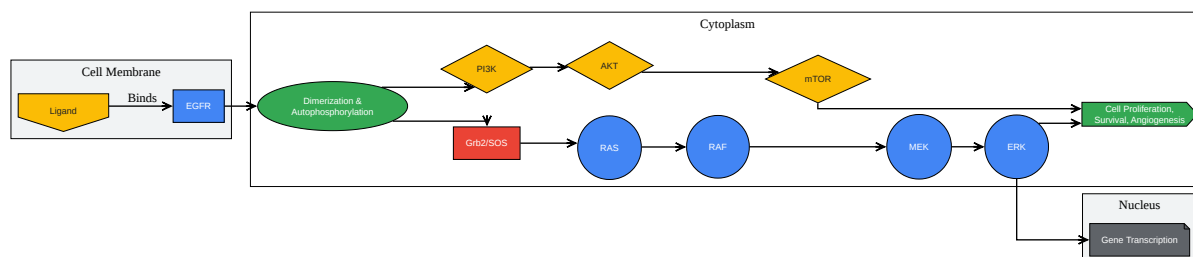 Cytoplasm
Cell Membrane
Ligand
Binds
EGFR
Dimerization &
Autophosphorylation
PI3K
AKT
mTOR
Cell Proliferation,
Survival, Angiogenesis
Grb2/SOS
RAS
RAF
MEK
ERK
Nucleus
Gene Transcription